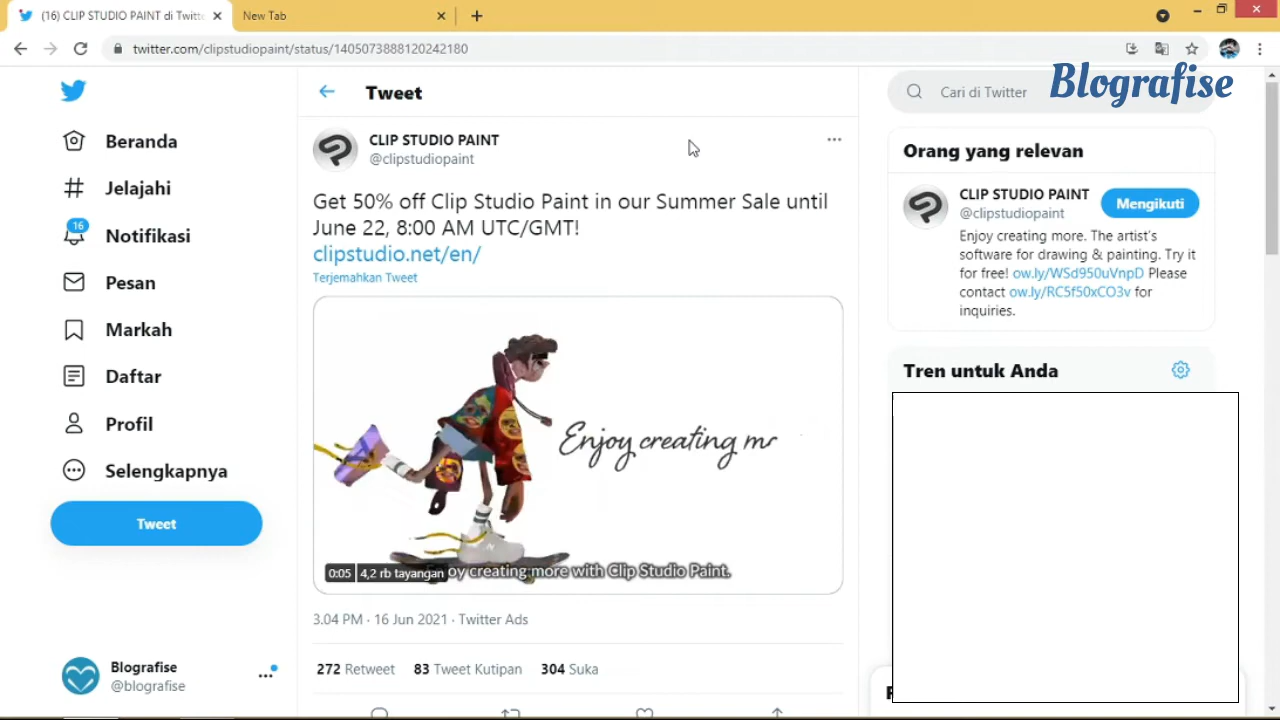 (16) CLIP STUDIO PAINT di Twitte
New Tab
twitter.com/clipstudiopaint/status/1405073888120242180
Blografise
Beranda
Jelajahi
16
Notifikasi
Pesan
Markah
Daftar
Profil
Selengkapnya
Tweet
Blografise
@blografise
Tweet
CLIP STUDIO PAINT
@clipstudiopaint
Get 50% off Clip Studio Paint in our Summer Sale until
June 22, 8:00 AM UTC/GMT!
clipstudio.net/en/
Terjemahkan Tweet
Enjoy creating mr
0:05 4,2 rb tayangan oy creating more with Clip Studio Paint.
3.04 PM · 16 Jun 2021 · Twitter Ads
272 Retweet 83 Tweet Kutipan 304 Suka
Cari di Twitter
Orang yang relevan
CLIP STUDIO PAINT
@clipstudiopaint
Mengikuti
Enjoy creating more. The artist's
software for drawing & painting. Try it
for free! ow.ly/WSd950uVnpD Please
contact ow.ly/RC5f50xCO3v for
inquiries.
Tren untuk Anda